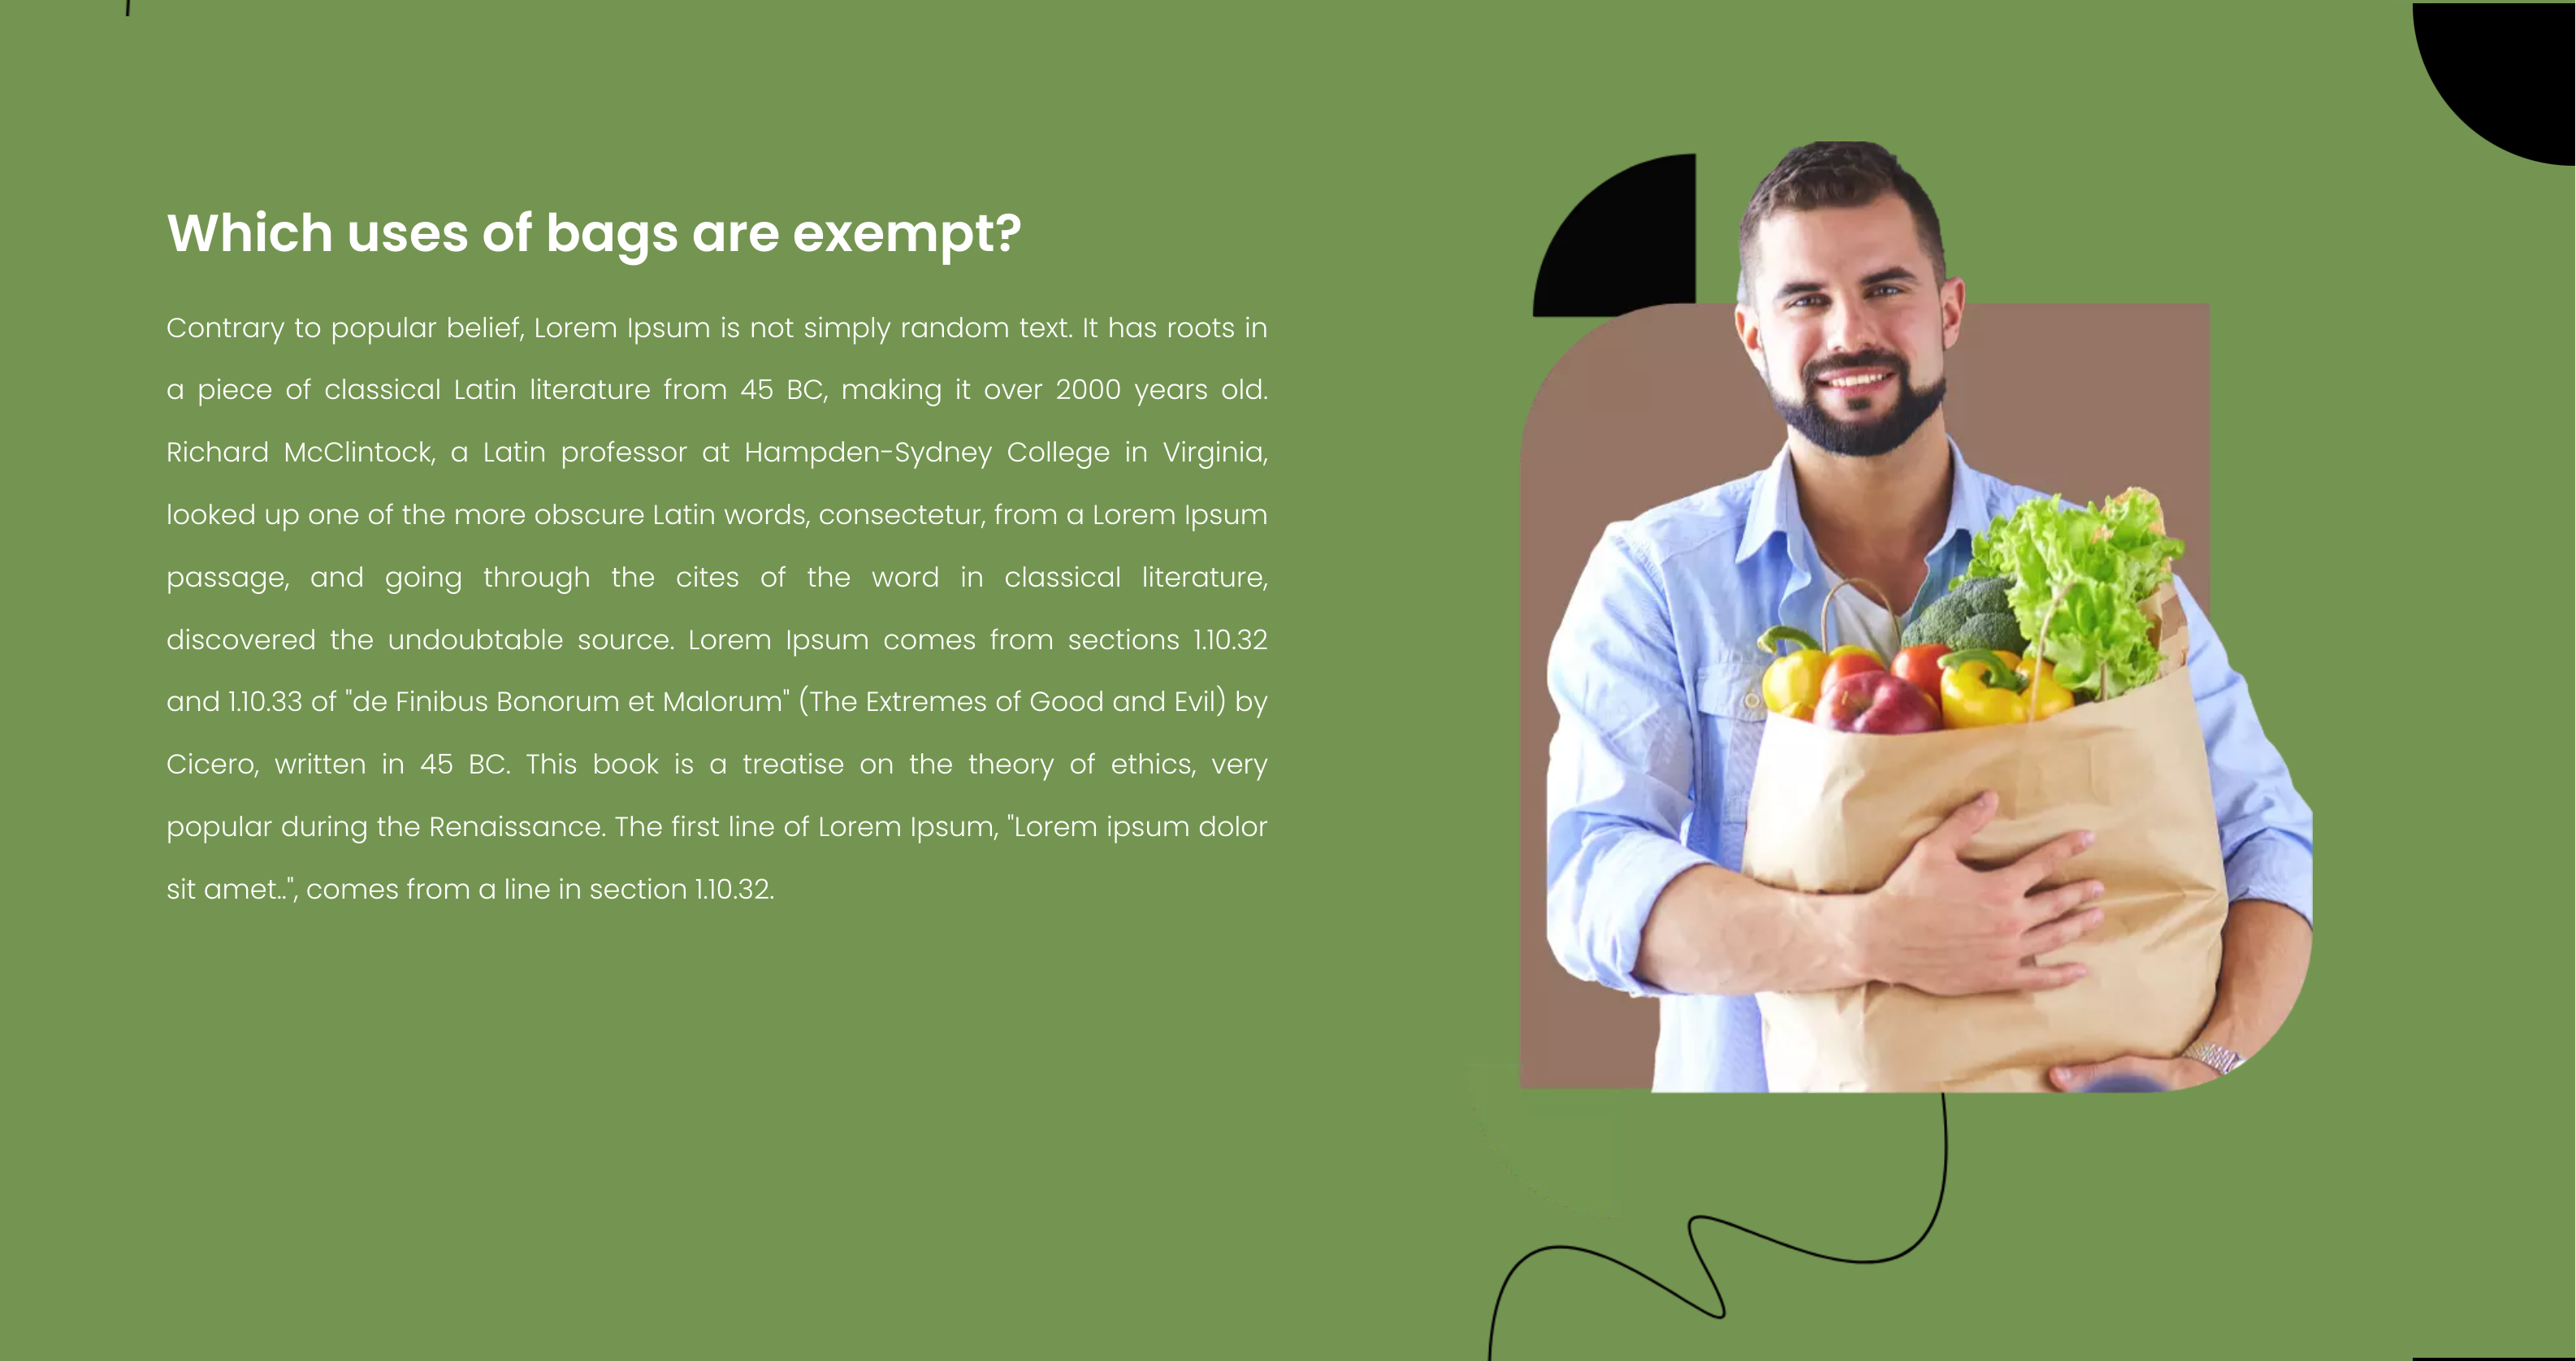 Which uses of bags are exempt?
Contrary to popular belief, Lorem Ipsum is not simply random text. It has roots in
a piece of classical Latin literature from 45 BC, making it over 2000 years old.
Richard McClintock, a Latin professor at Hampden-Sydney College in Virginia,
looked up one of the more obscure Latin words, consectetur, from a Lorem Ipsum
passage, and going through the cites of the word in classical literature,
discovered the undoubtable source. Lorem Ipsum comes from sections 1.10.32
and 1.10.33 of "de Finibus Bonorum et Malorum" (The Extremes of Good and Evil) by
Cicero, written in 45 BC. This book is a treatise on the theory of ethics, very
popular during the Renaissance. The first line of Lorem Ipsum, "Lorem ipsum dolor
sit amet..", comes from a line in section 1.10.32.